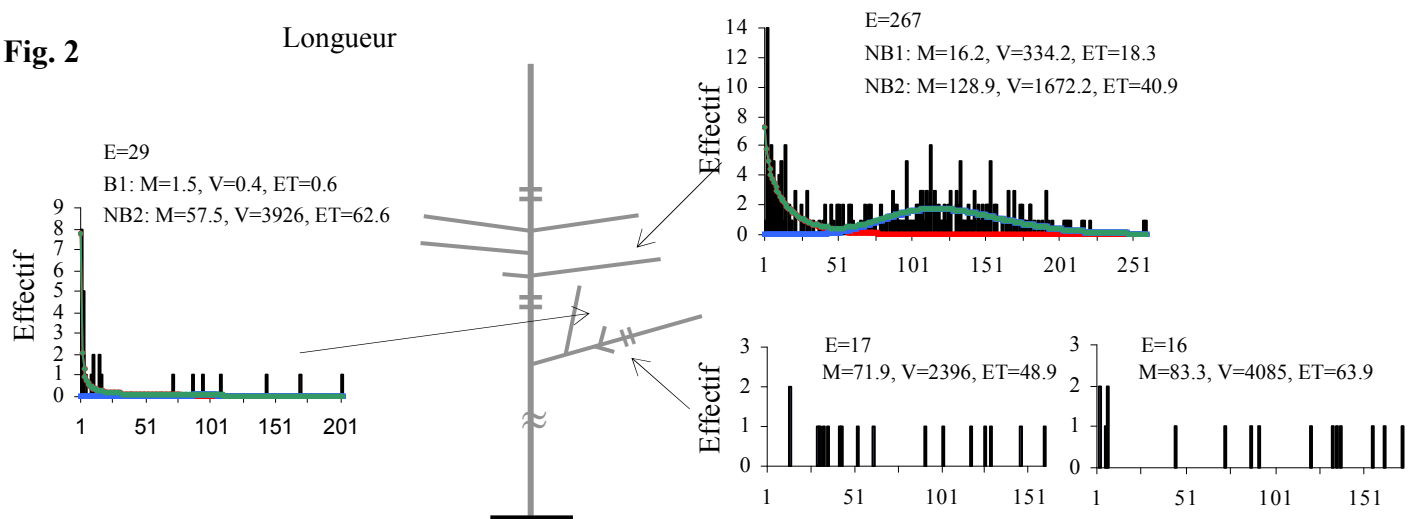 Fig. 2
Longueur
E=29
B1: M=1.5, V=0.4, ET=0.6
NB2: M=57.5, V=3926, ET=62.6
Effectif
9
8
7
6
5
4
3
2
1
0
1 51 101 151 201
E=267
NB1: M=16.2, V=334.2, ET=18.3
NB2: M=128.9, V=1672.2, ET=40.9
Effectif
14
12
10
8
6
4
2
0
1 51 101 151 201 251
E=17
M=71.9, V=2396, ET=48.9
Effectif
3
2
1
0
1 51 101 151
E=16
M=83.3, V=4085, ET=63.9
3
2
1
0
1 51 101 151